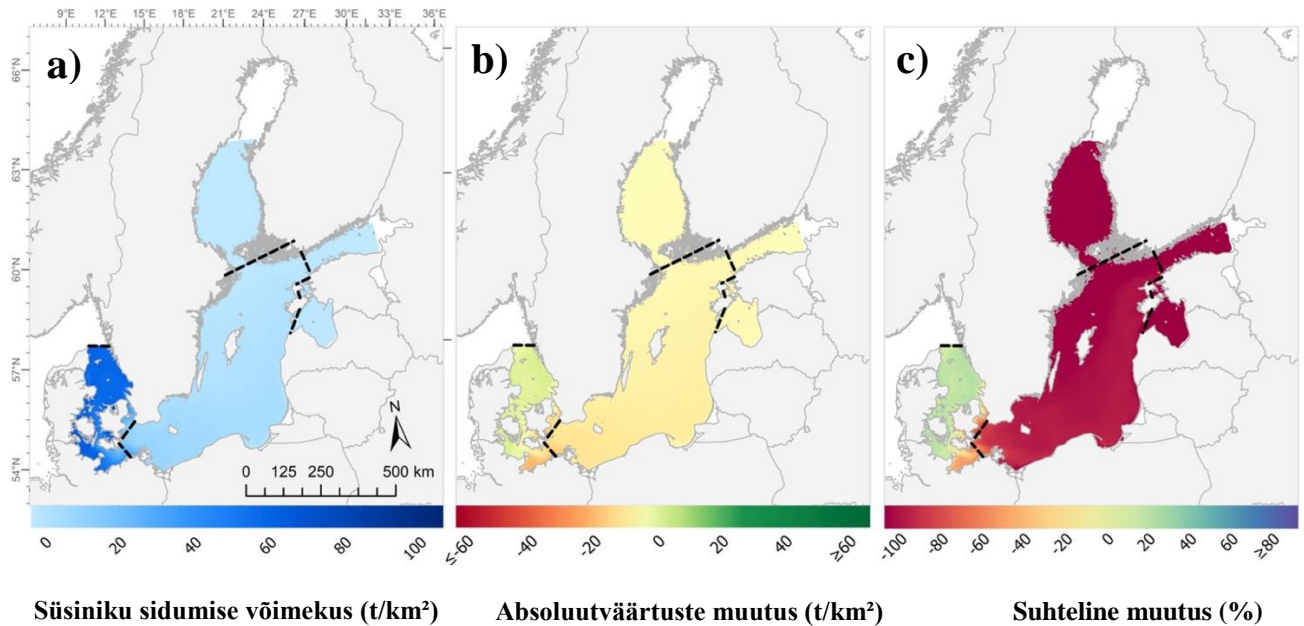 9°E 12°E 15°E 18°E 21°E 24°E 27°E 30°E 33°E 36°E
a) b) c)
66°N
63°N
60°N
57°N
54°N
N
0 125 250 500 km
0 20 40 60 80 100
≤-60 -40 -20 0 20 40 ≥60
-100 -80 -60 -40 -20 0 20 40 60 ≥80
Süsiniku sidumise võimekus (t/km²) Absoluutväärtuste muutus (t/km²) Suhteline muutus (%)